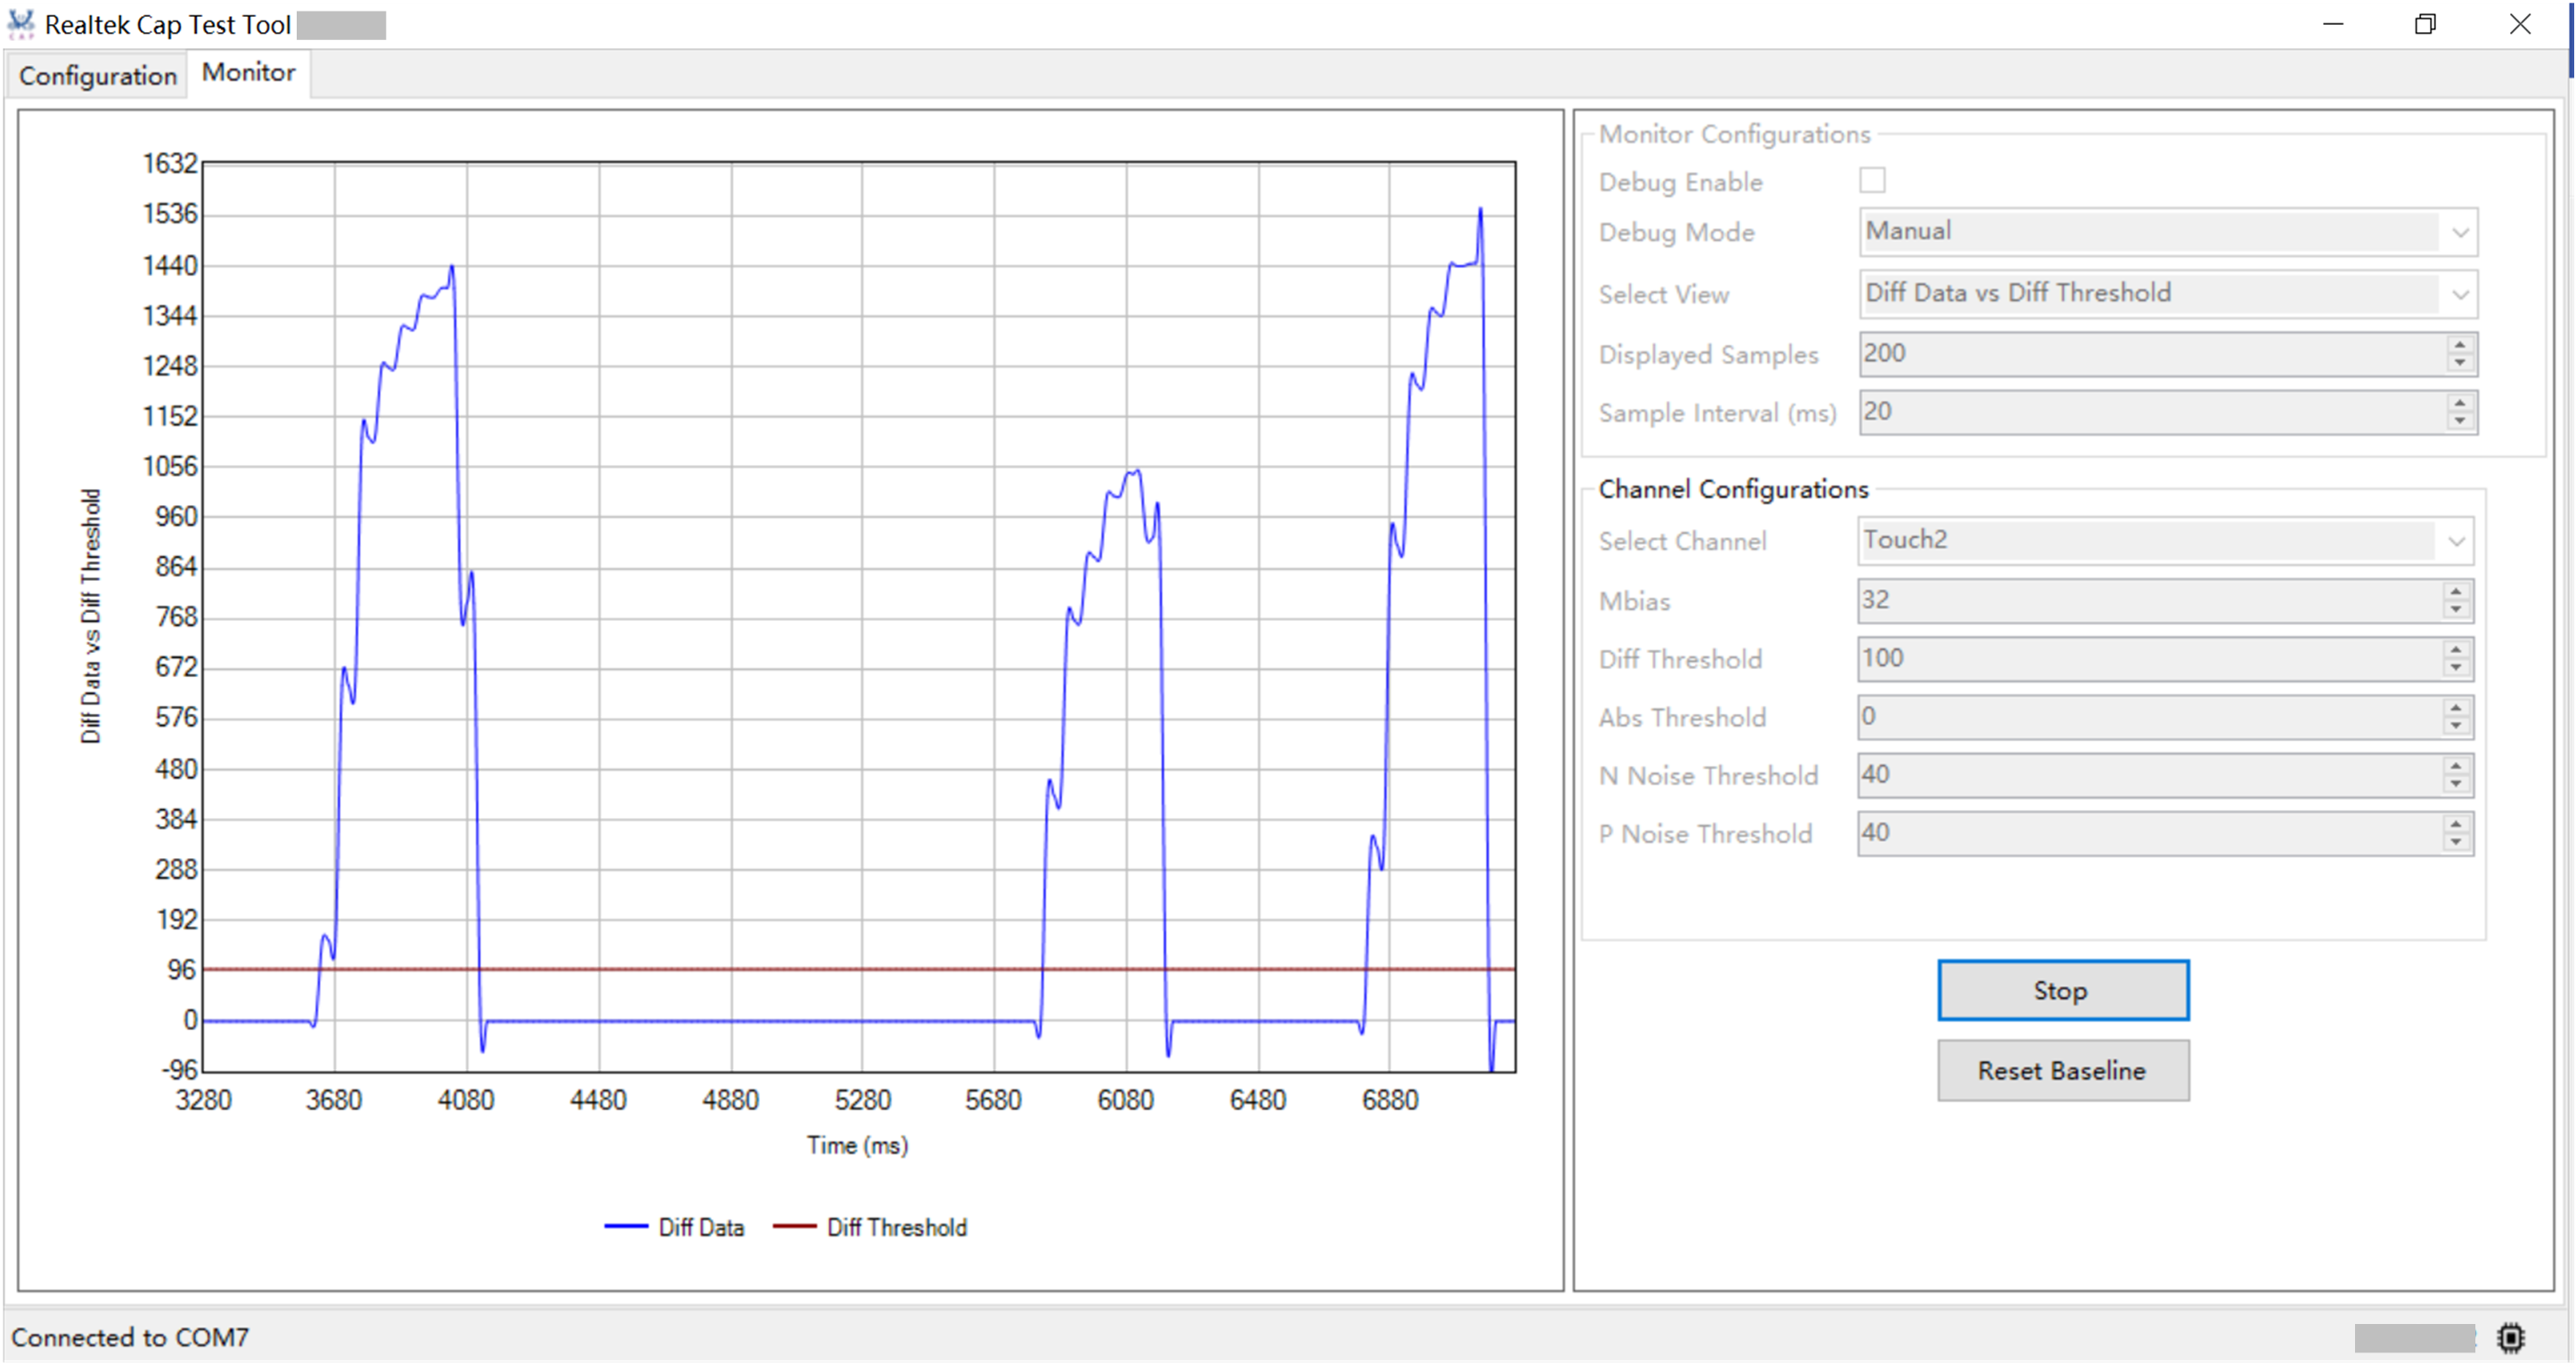 CAP
Realtek Cap Test Tool
Configuration
Monitor
1632
1536
1440
1344
1248
1152
1056
960
864
768
672
576
480
384
288
192
96
0
-96
Diff Data vs Diff Threshold
3280 3680 4080 4480 4880 5280 5680 6080 6480 6880
Time (ms)
Diff Data
Diff Threshold
Monitor Configurations
Debug Enable
Debug Mode Manual
Select View Diff Data vs Diff Threshold
Displayed Samples 200
Sample Interval (ms) 20
Channel Configurations
Select Channel Touch2
Mbias 32
Diff Threshold 100
Abs Threshold 0
N Noise Threshold 40
P Noise Threshold 40
Stop
Reset Baseline
Connected to COM7